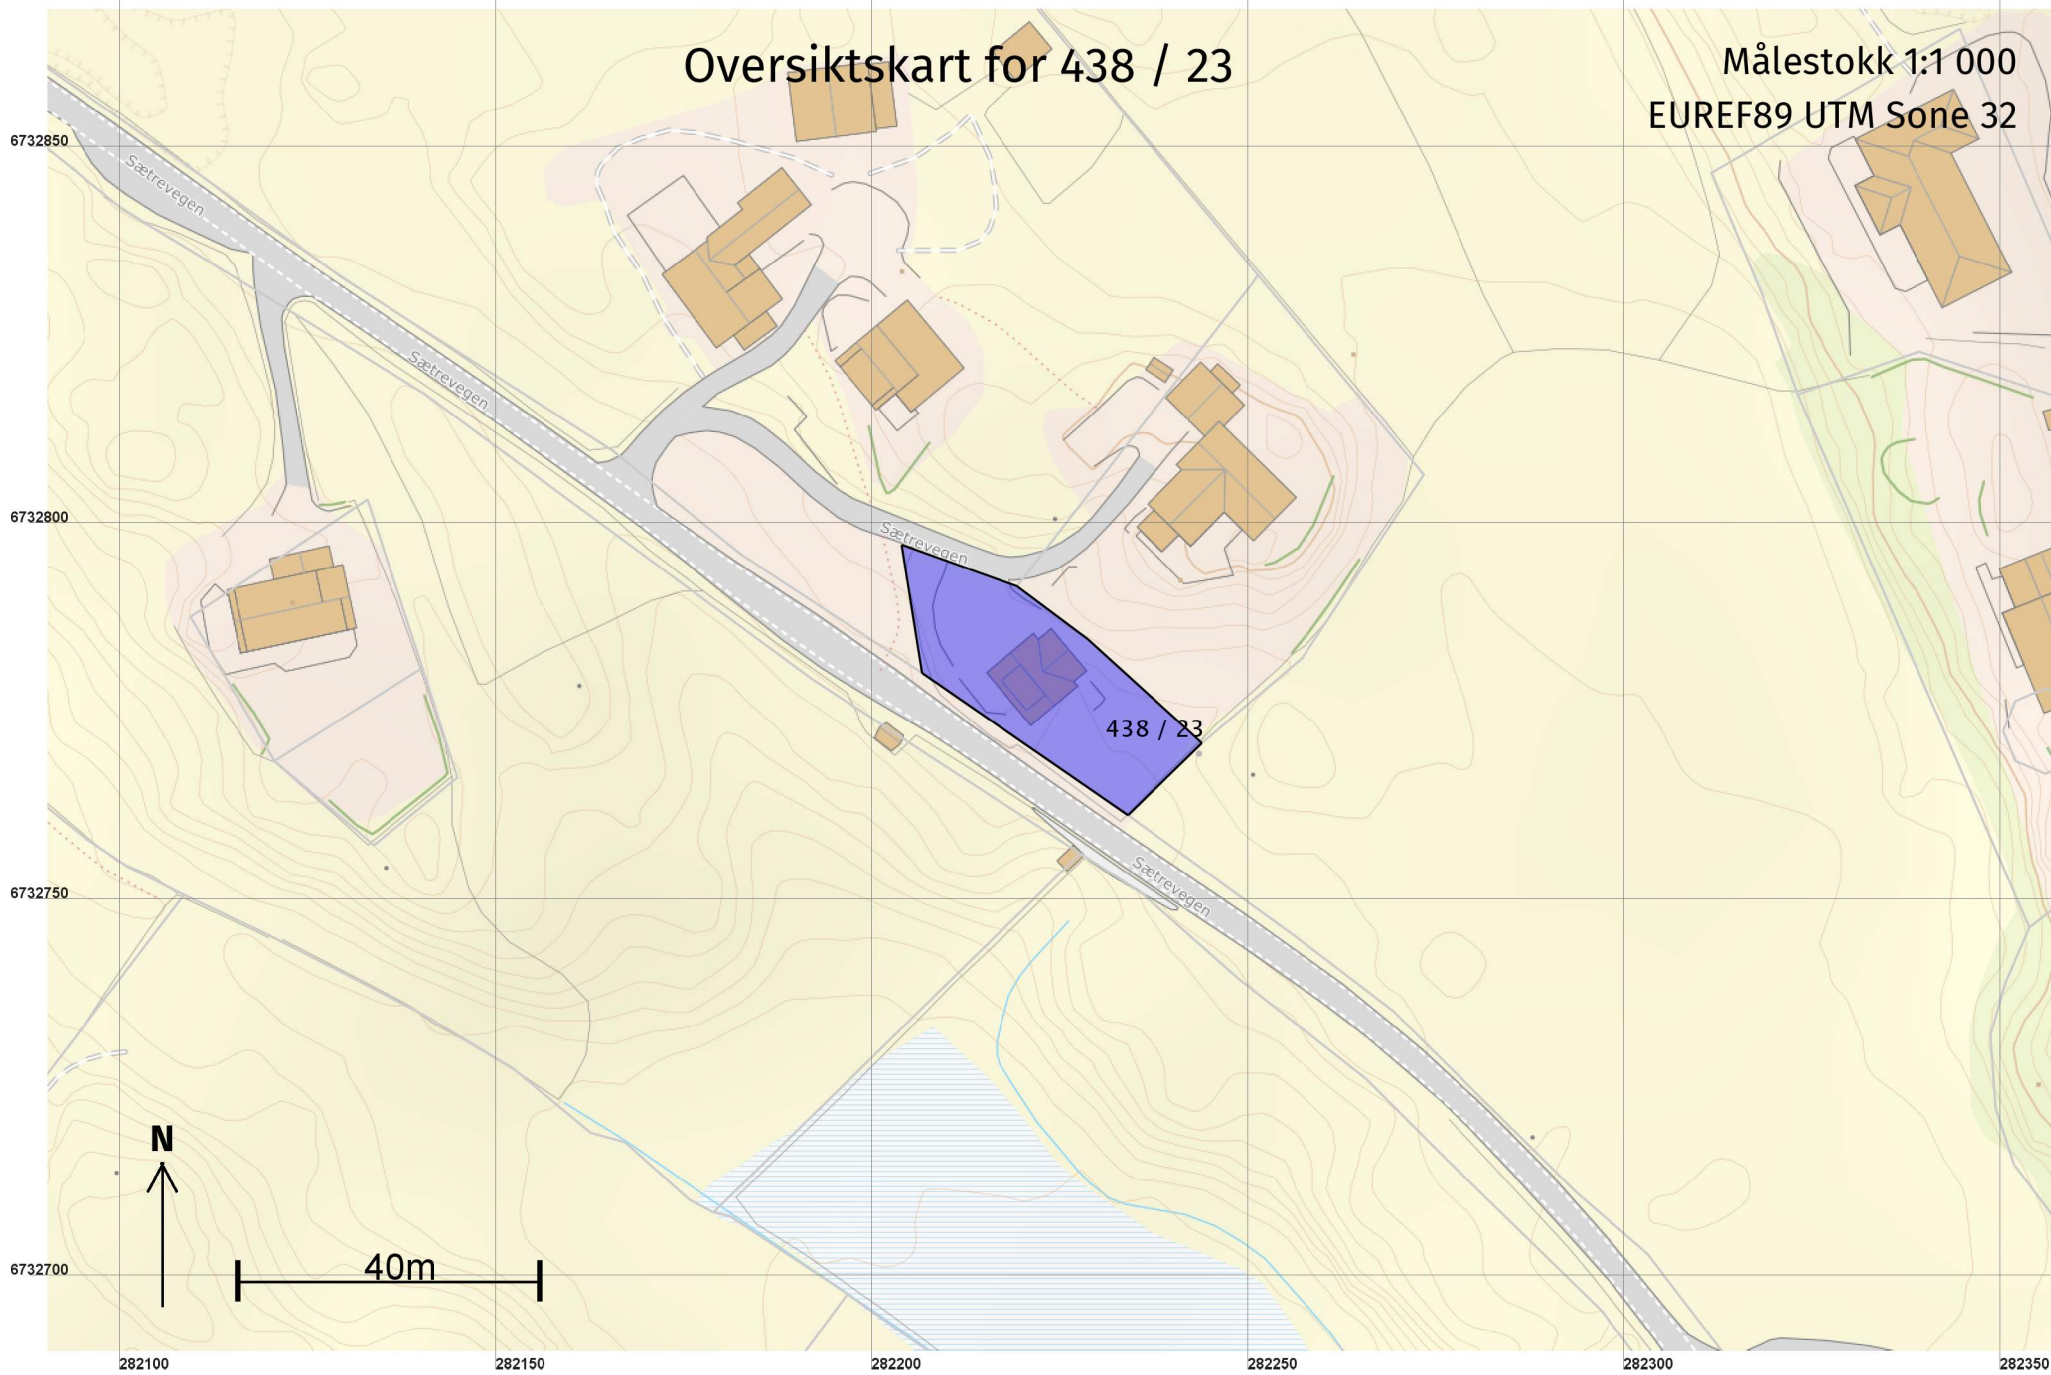 Oversiktskart for 438 / 23
Målestokk 1:1 000
EUREF89 UTM Sone 32
6732850
Sætrevegen
Sætrevegen
6732800
Sætrevegen
438 / 23
Sætrevegen
6732750
N
40m
6732700
282100
282150
282200
282250
282300
282350